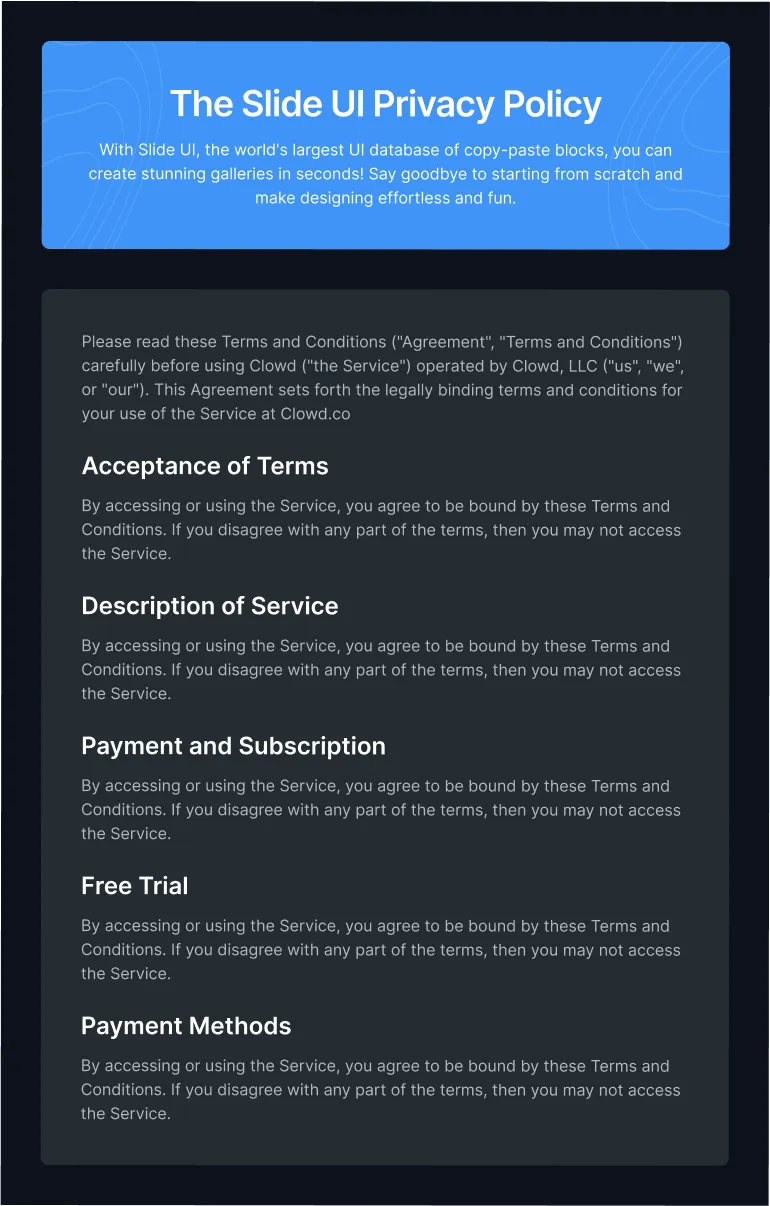 The Slide UI Privacy Policy
With Slide UI, the world's largest UI database of copy-paste blocks, you can
create stunning galleries in seconds! Say goodbye to starting from scratch and
make designing effortless and fun.
Please read these Terms and Conditions ("Agreement", "Terms and Conditions")
carefully before using Clowd ("the Service") operated by Clowd, LLC ("us", "we",
or "our"). This Agreement sets forth the legally binding terms and conditions for
your use of the Service at Clowd.co
Acceptance of Terms
By accessing or using the Service, you agree to be bound by these Terms and
Conditions. If you disagree with any part of the terms, then you may not access
the Service.
Description of Service
By accessing or using the Service, you agree to be bound by these Terms and
Conditions. If you disagree with any part of the terms, then you may not access
the Service.
Payment and Subscription
By accessing or using the Service, you agree to be bound by these Terms and
Conditions. If you disagree with any part of the terms, then you may not access
the Service.
Free Trial
By accessing or using the Service, you agree to be bound by these Terms and
Conditions. If you disagree with any part of the terms, then you may not access
the Service.
Payment Methods
By accessing or using the Service, you agree to be bound by these Terms and
Conditions. If you disagree with any part of the terms, then you may not access
the Service.